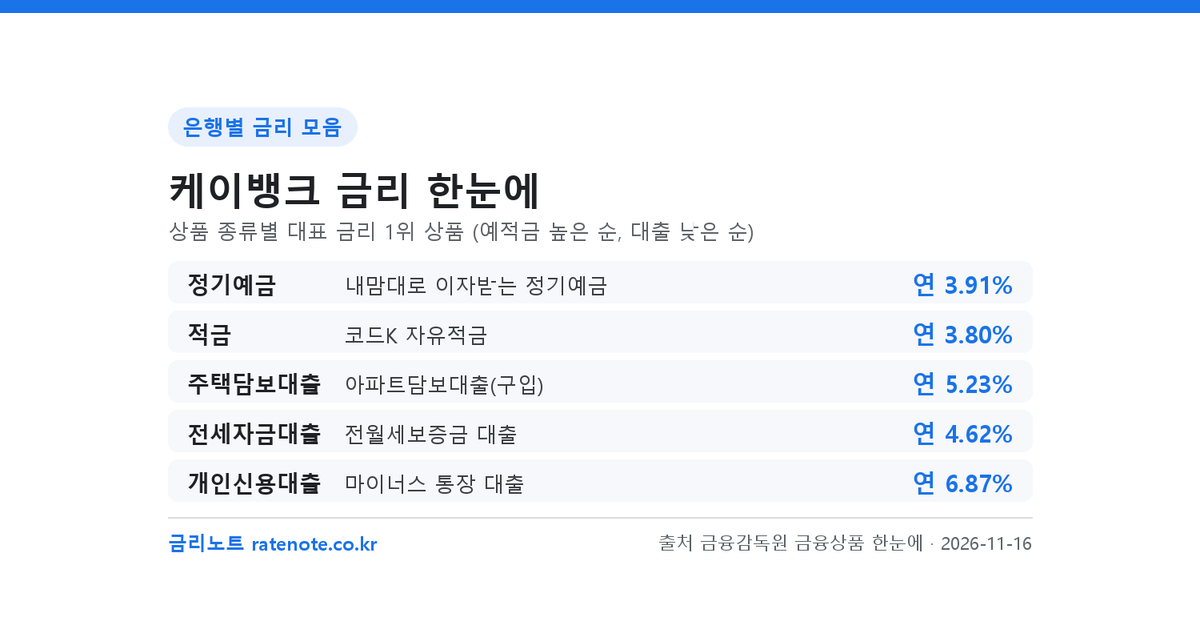 은행별 금리 모음
케이뱅크 금리 한눈에
상품 종류별 대표 금리 1위 상품 (예적금 높은 순, 대출 낮은 순)
정기예금 내맘대로 이자받는 정기예금 연 3.91%
적금 코드K 자유적금 연 3.80%
주택담보대출 아파트담보대출(구입) 연 5.23%
전세자금대출 전월세보증금 대출 연 4.62%
개인신용대출 마이너스 통장 대출 연 6.87%
금리노트 ratenote.co.kr 출처 금융감독원 금융상품 한눈에 · 2026-11-16